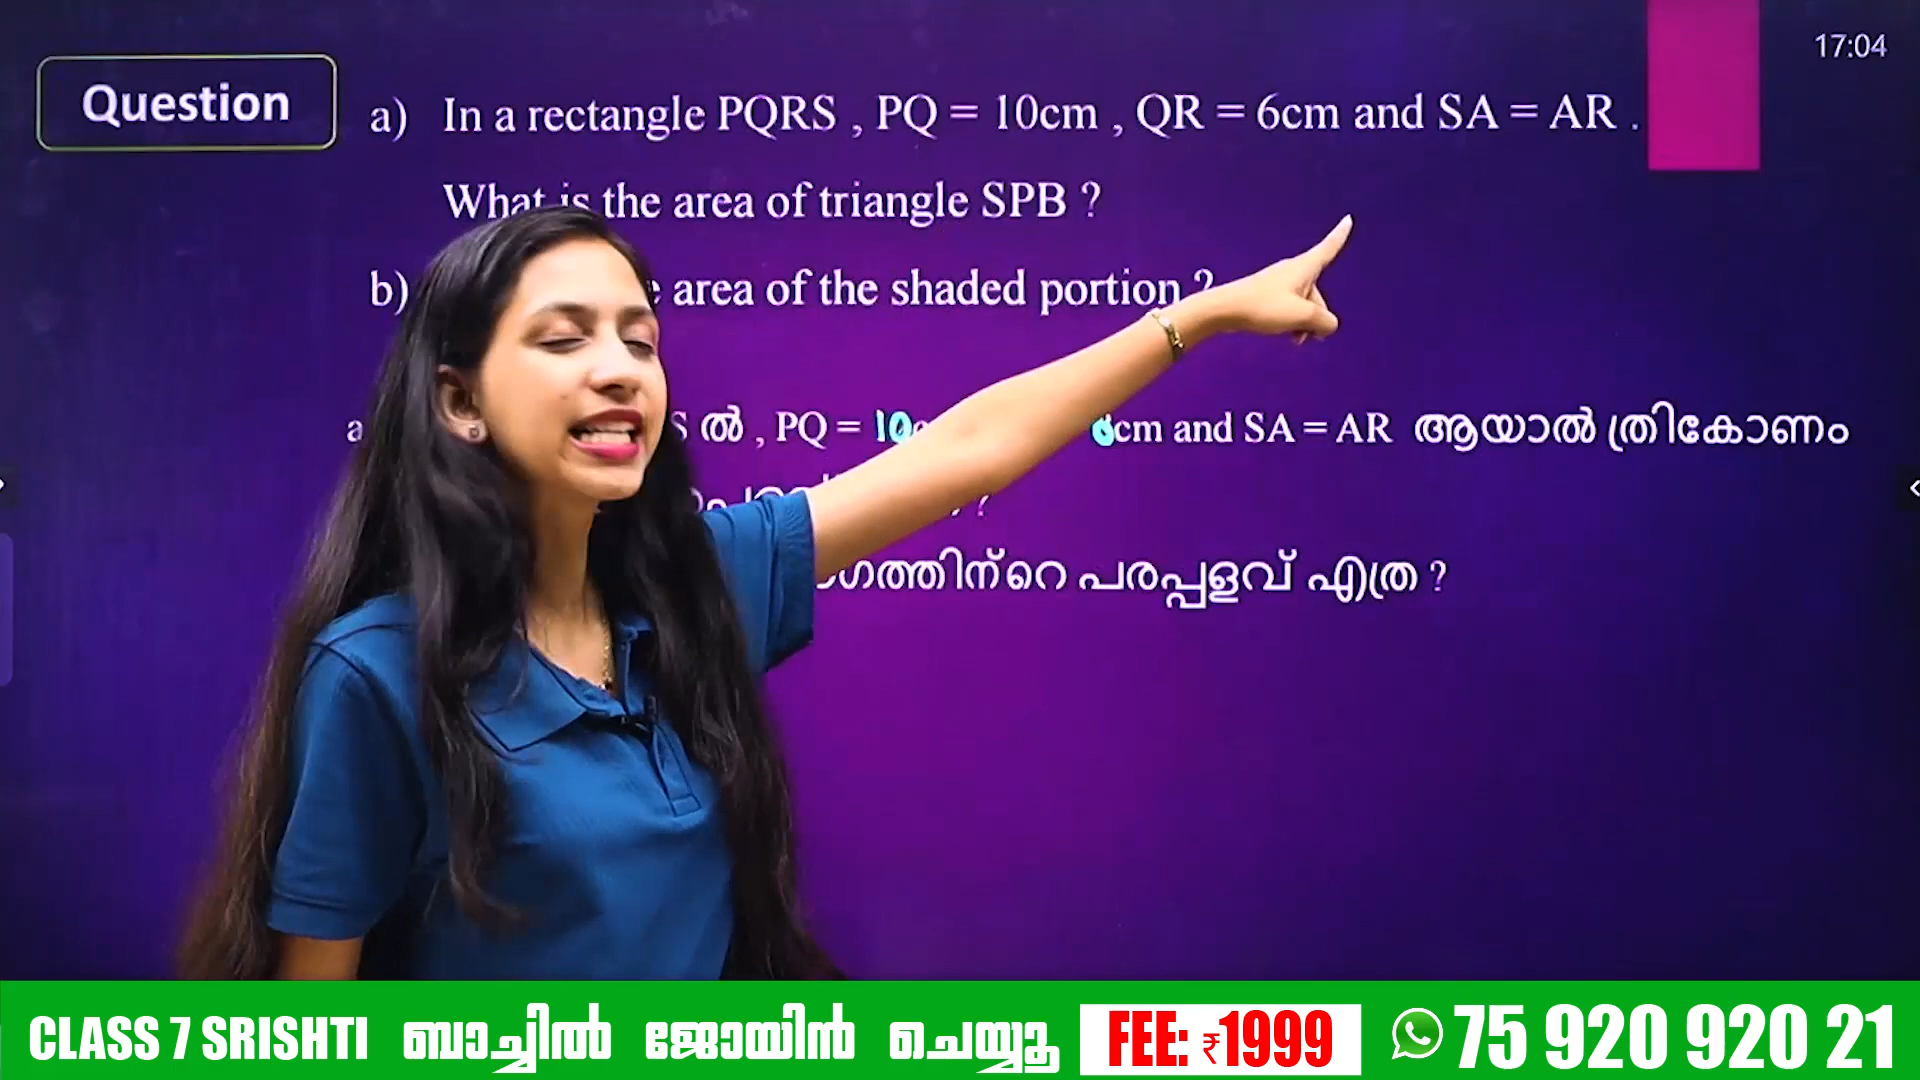 17:04
Question
a) In a rectangle PQRS , PQ = 10cm , QR = 6cm and SA = AR .
What is the area of triangle SPB ?
b) area of the shaded portion ?
S ൽ , PQ = 10 cm and SA = AR ആയാൽ ത്രികോണം
?
പരപ്പളവ് എത്ര ?
CLASS 7 SRISHTI ബാച്ചിൽ ജോയിൻ ചെയ്യൂ FEE: ₹1999 75 920 920 21